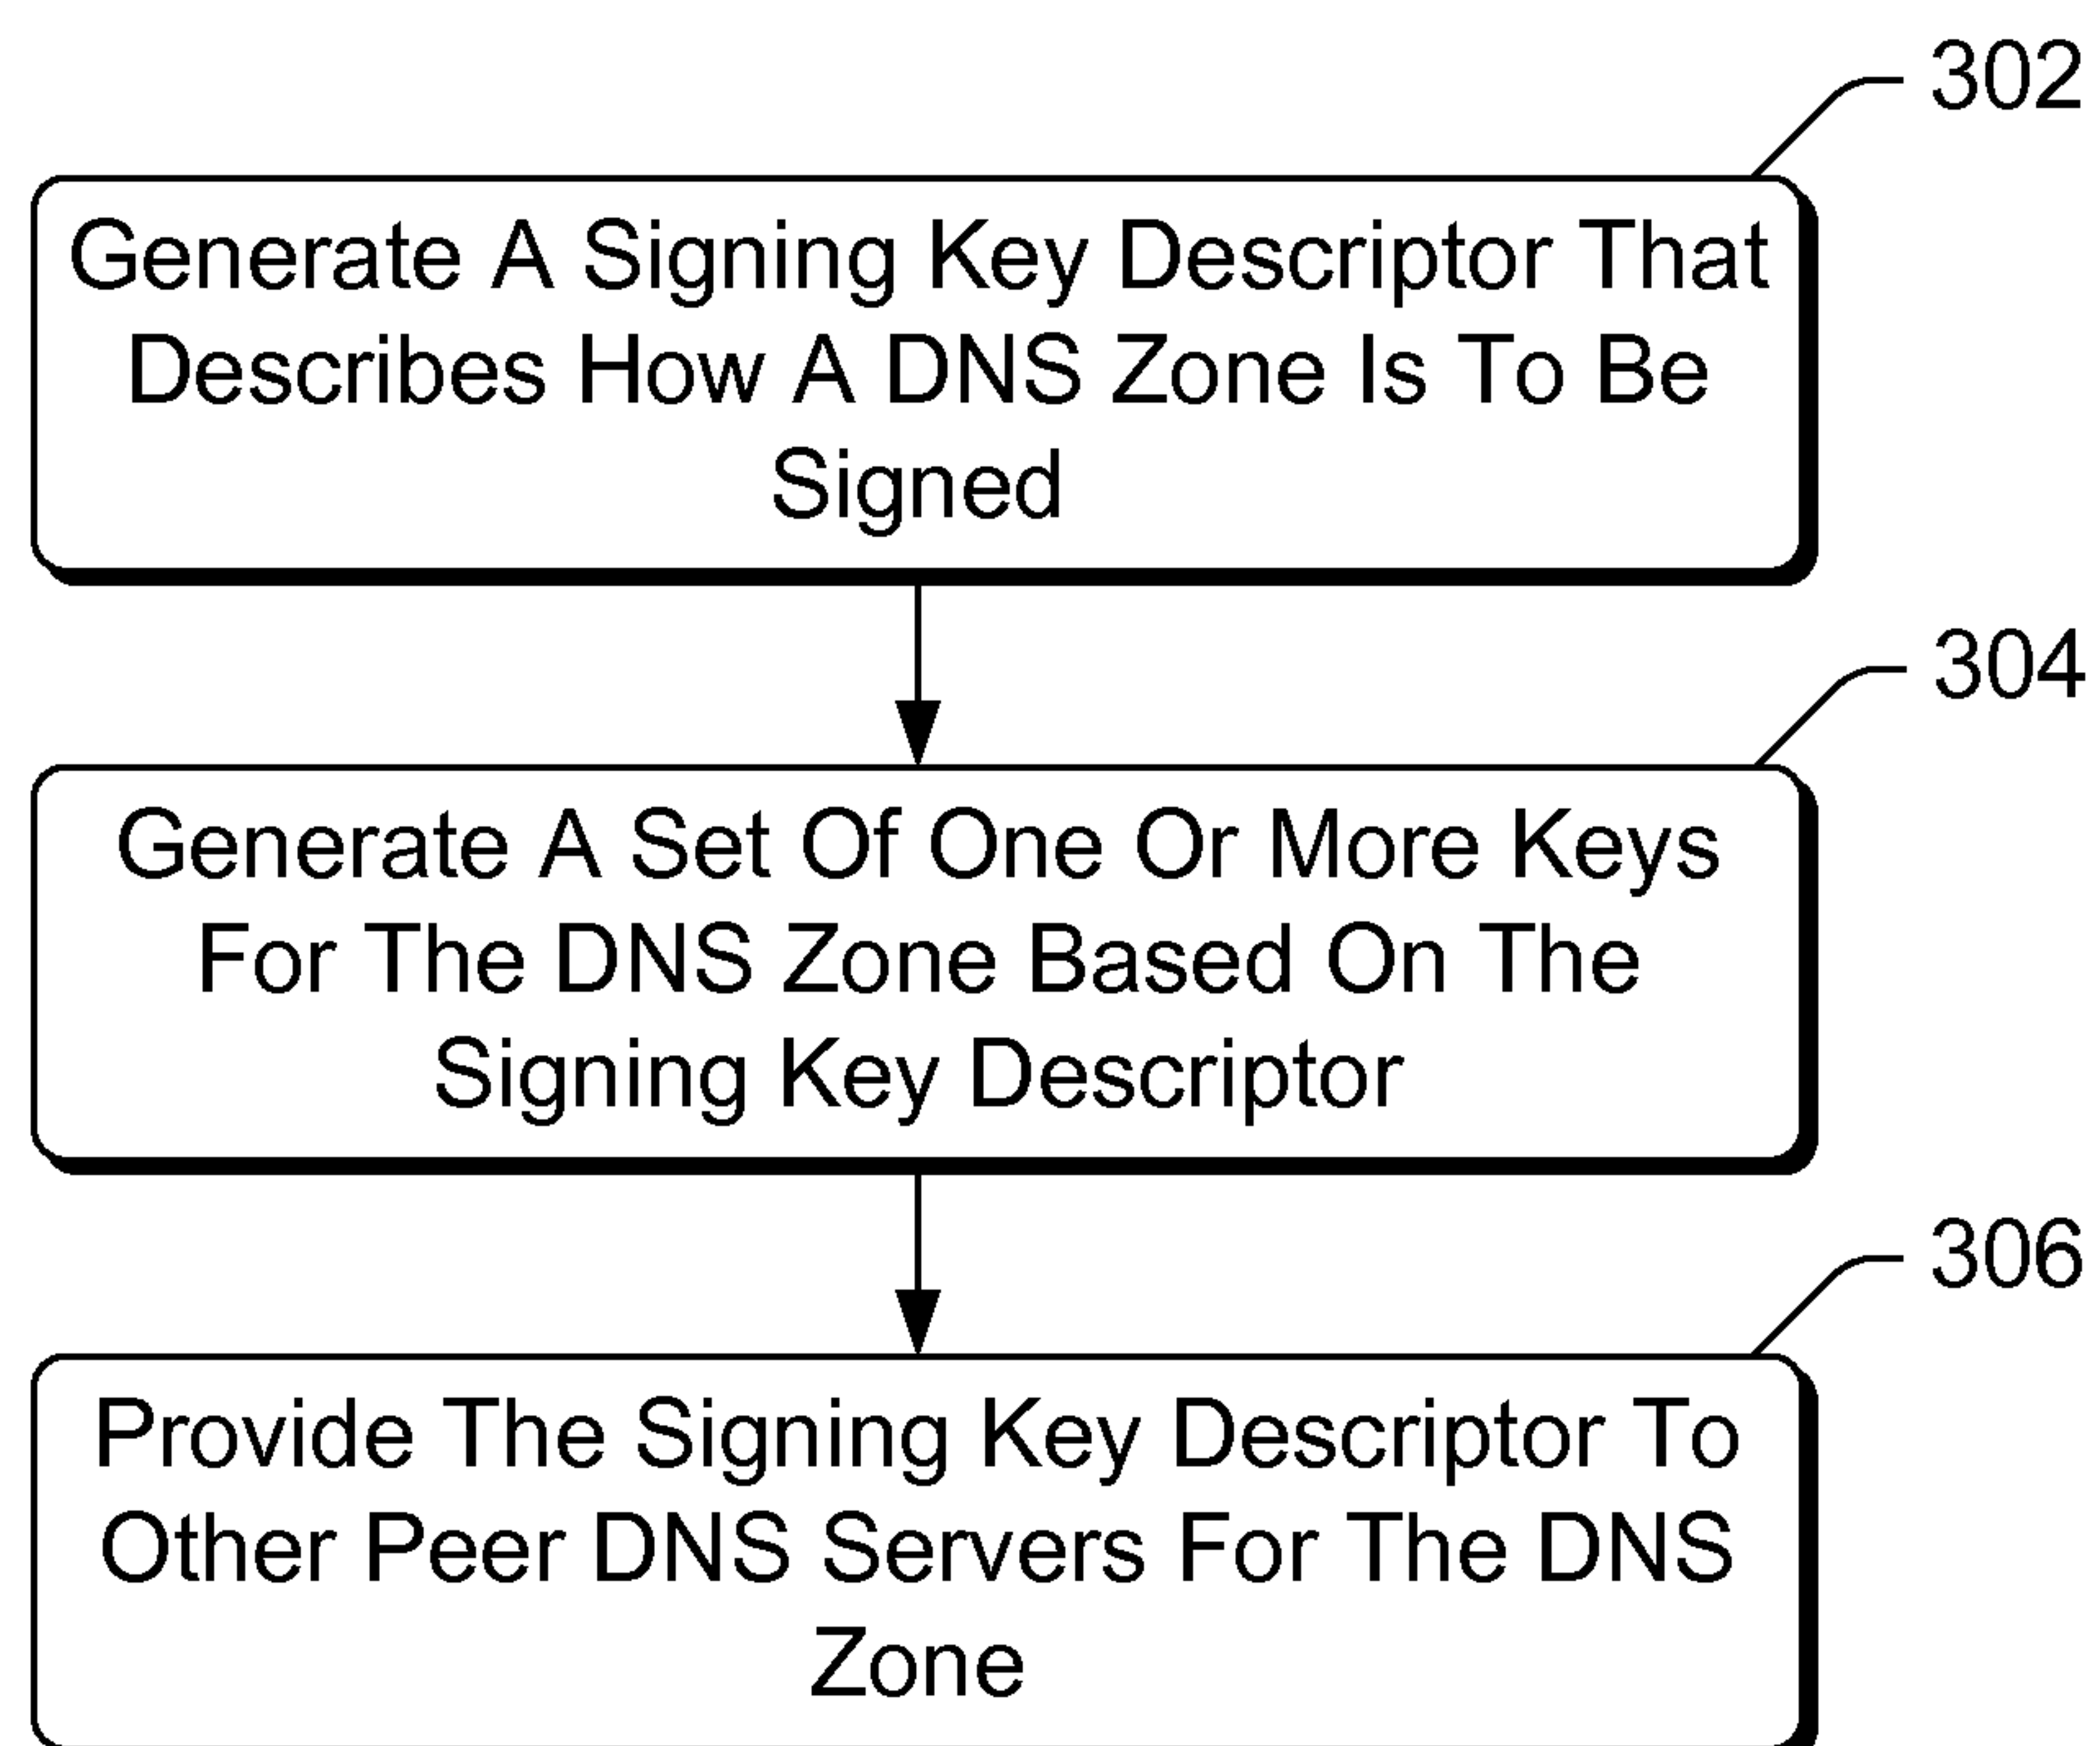 302
Generate A Signing Key Descriptor That
Describes How A DNS Zone Is To Be
Signed
304
Generate A Set Of One Or More Keys
For The DNS Zone Based On The
Signing Key Descriptor
306
Provide The Signing Key Descriptor To
Other Peer DNS Servers For The DNS
Zone